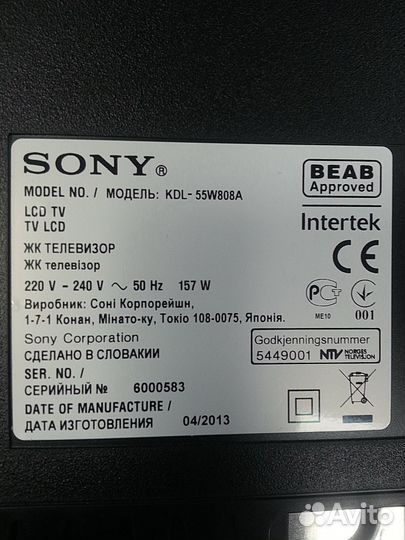 SONY®
BEAB
Approved
MODEL NO. / МОДЕЛЬ: KDL- 55W808A
LCD TV
TV LCD
Intertek
ЖК ТЕЛЕВИЗОР
ЖК телевізор
CE
220 V - 240 V ~ 50 Hz 157 W
Виробник: Соні Корпорейшн,
1-7-1 Конан, Мінато-ку, Токіо 108-0075, Японія.
РСТ
ME10
001
Sony Corporation
СДЕЛАНО В СЛОВАКИИ
Godkjenningsnummer
5449001 NTV NORGES TELEVISJON
SER. NO. /
СЕРИЙНЫЙ № 6000583
DATE OF MANUFACTURE /
ДАТА ИЗГОТОВЛЕНИЯ 04/2013
Avito